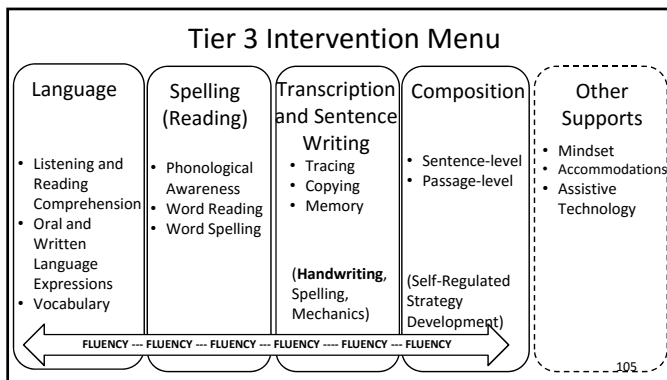 Tier 3 Intervention Menu
Language
• Listening and
Reading
Comprehension
• Oral and
Written
Language
Expressions
• Vocabulary
Spelling
(Reading)
• Phonological
Awareness
• Word Reading
• Word Spelling
Transcription
and Sentence
Writing
• Tracing
• Copying
• Memory
(Handwriting,
Spelling,
Mechanics)
Composition
• Sentence-level
• Passage-level
(Self-Regulated
Strategy
Development)
Other
Supports
• Mindset
• Accommodations
• Assistive
Technology
FLUENCY --- FLUENCY --- FLUENCY --- FLUENCY ---- FLUENCY --- FLUENCY
105